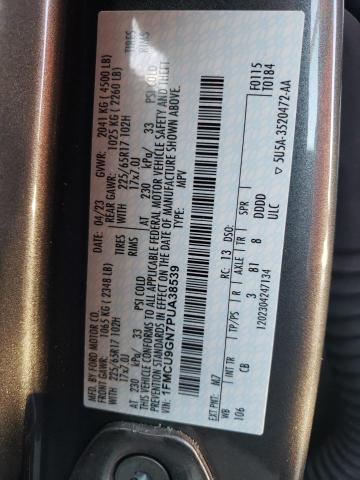 MFD. BY FORD MOTOR CO.
DATE: 04/23 GVWR: 2041 KG ( 4500 LB)
FRONT GAWR: 1065 KG ( 2348 LB) REAR GAWR: 1025 KG ( 2260 LB)
225/65R17 102H TIRES 225/65R17 102H TIRES
17x7.0J RIMS 17x7.0J RIMS
AT 230 kPa/ 33 PSI COLD AT 230 kPa/ 33 PSI COLD
THIS VEHICLE CONFORMS TO ALL APPLICABLE FEDERAL MOTOR VEHICLE SAFETY AND THEFT
PREVENTION STANDARDS IN EFFECT ON THE DATE OF MANUFACTURE SHOWN ABOVE.
VIN: 1FMCU9GN7PUA38539 TYPE: MPV
F0115
T0184
EXT PNT: M7 RC: 13 DSO:
WB INT TR TP/PS R AXLE TR SPR
106 CB 3 81 8 DDDD
1202304247134 ULC
5U5A-3520472-AA